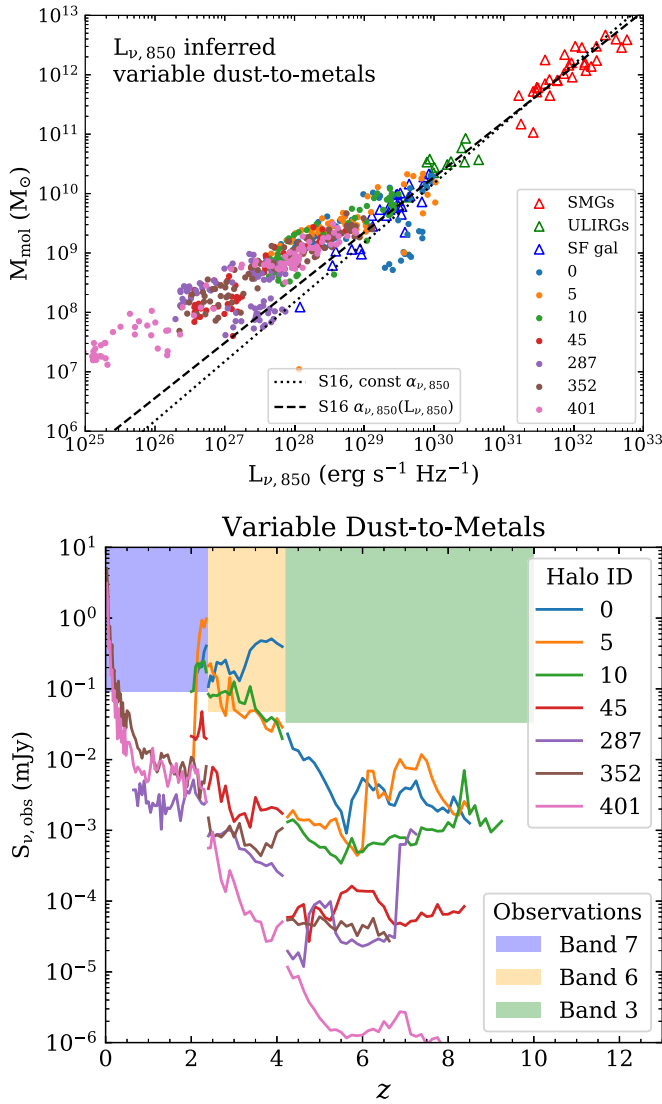 L_ν,850 inferred
variable dust-to-metals
M_mol (M_⊙)
10^13
10^12
10^11
10^10
10^9
10^8
10^7
10^6
SMGs
ULIRGs
SF gal
0
5
10
45
287
352
401
S16, const α_ν,850
S16 α_ν,850(L_ν,850)
10^25 10^26 10^27 10^28 10^29 10^30 10^31 10^32 10^33
L_ν,850 (erg s^−1 Hz^−1)
Variable Dust-to-Metals
S_ν,obs (mJy)
10^1
10^0
10^−1
10^−2
10^−3
10^−4
10^−5
10^−6
Halo ID
0
5
10
45
287
352
401
Observations
Band 7
Band 6
Band 3
0 2 4 6 8 10 12
z